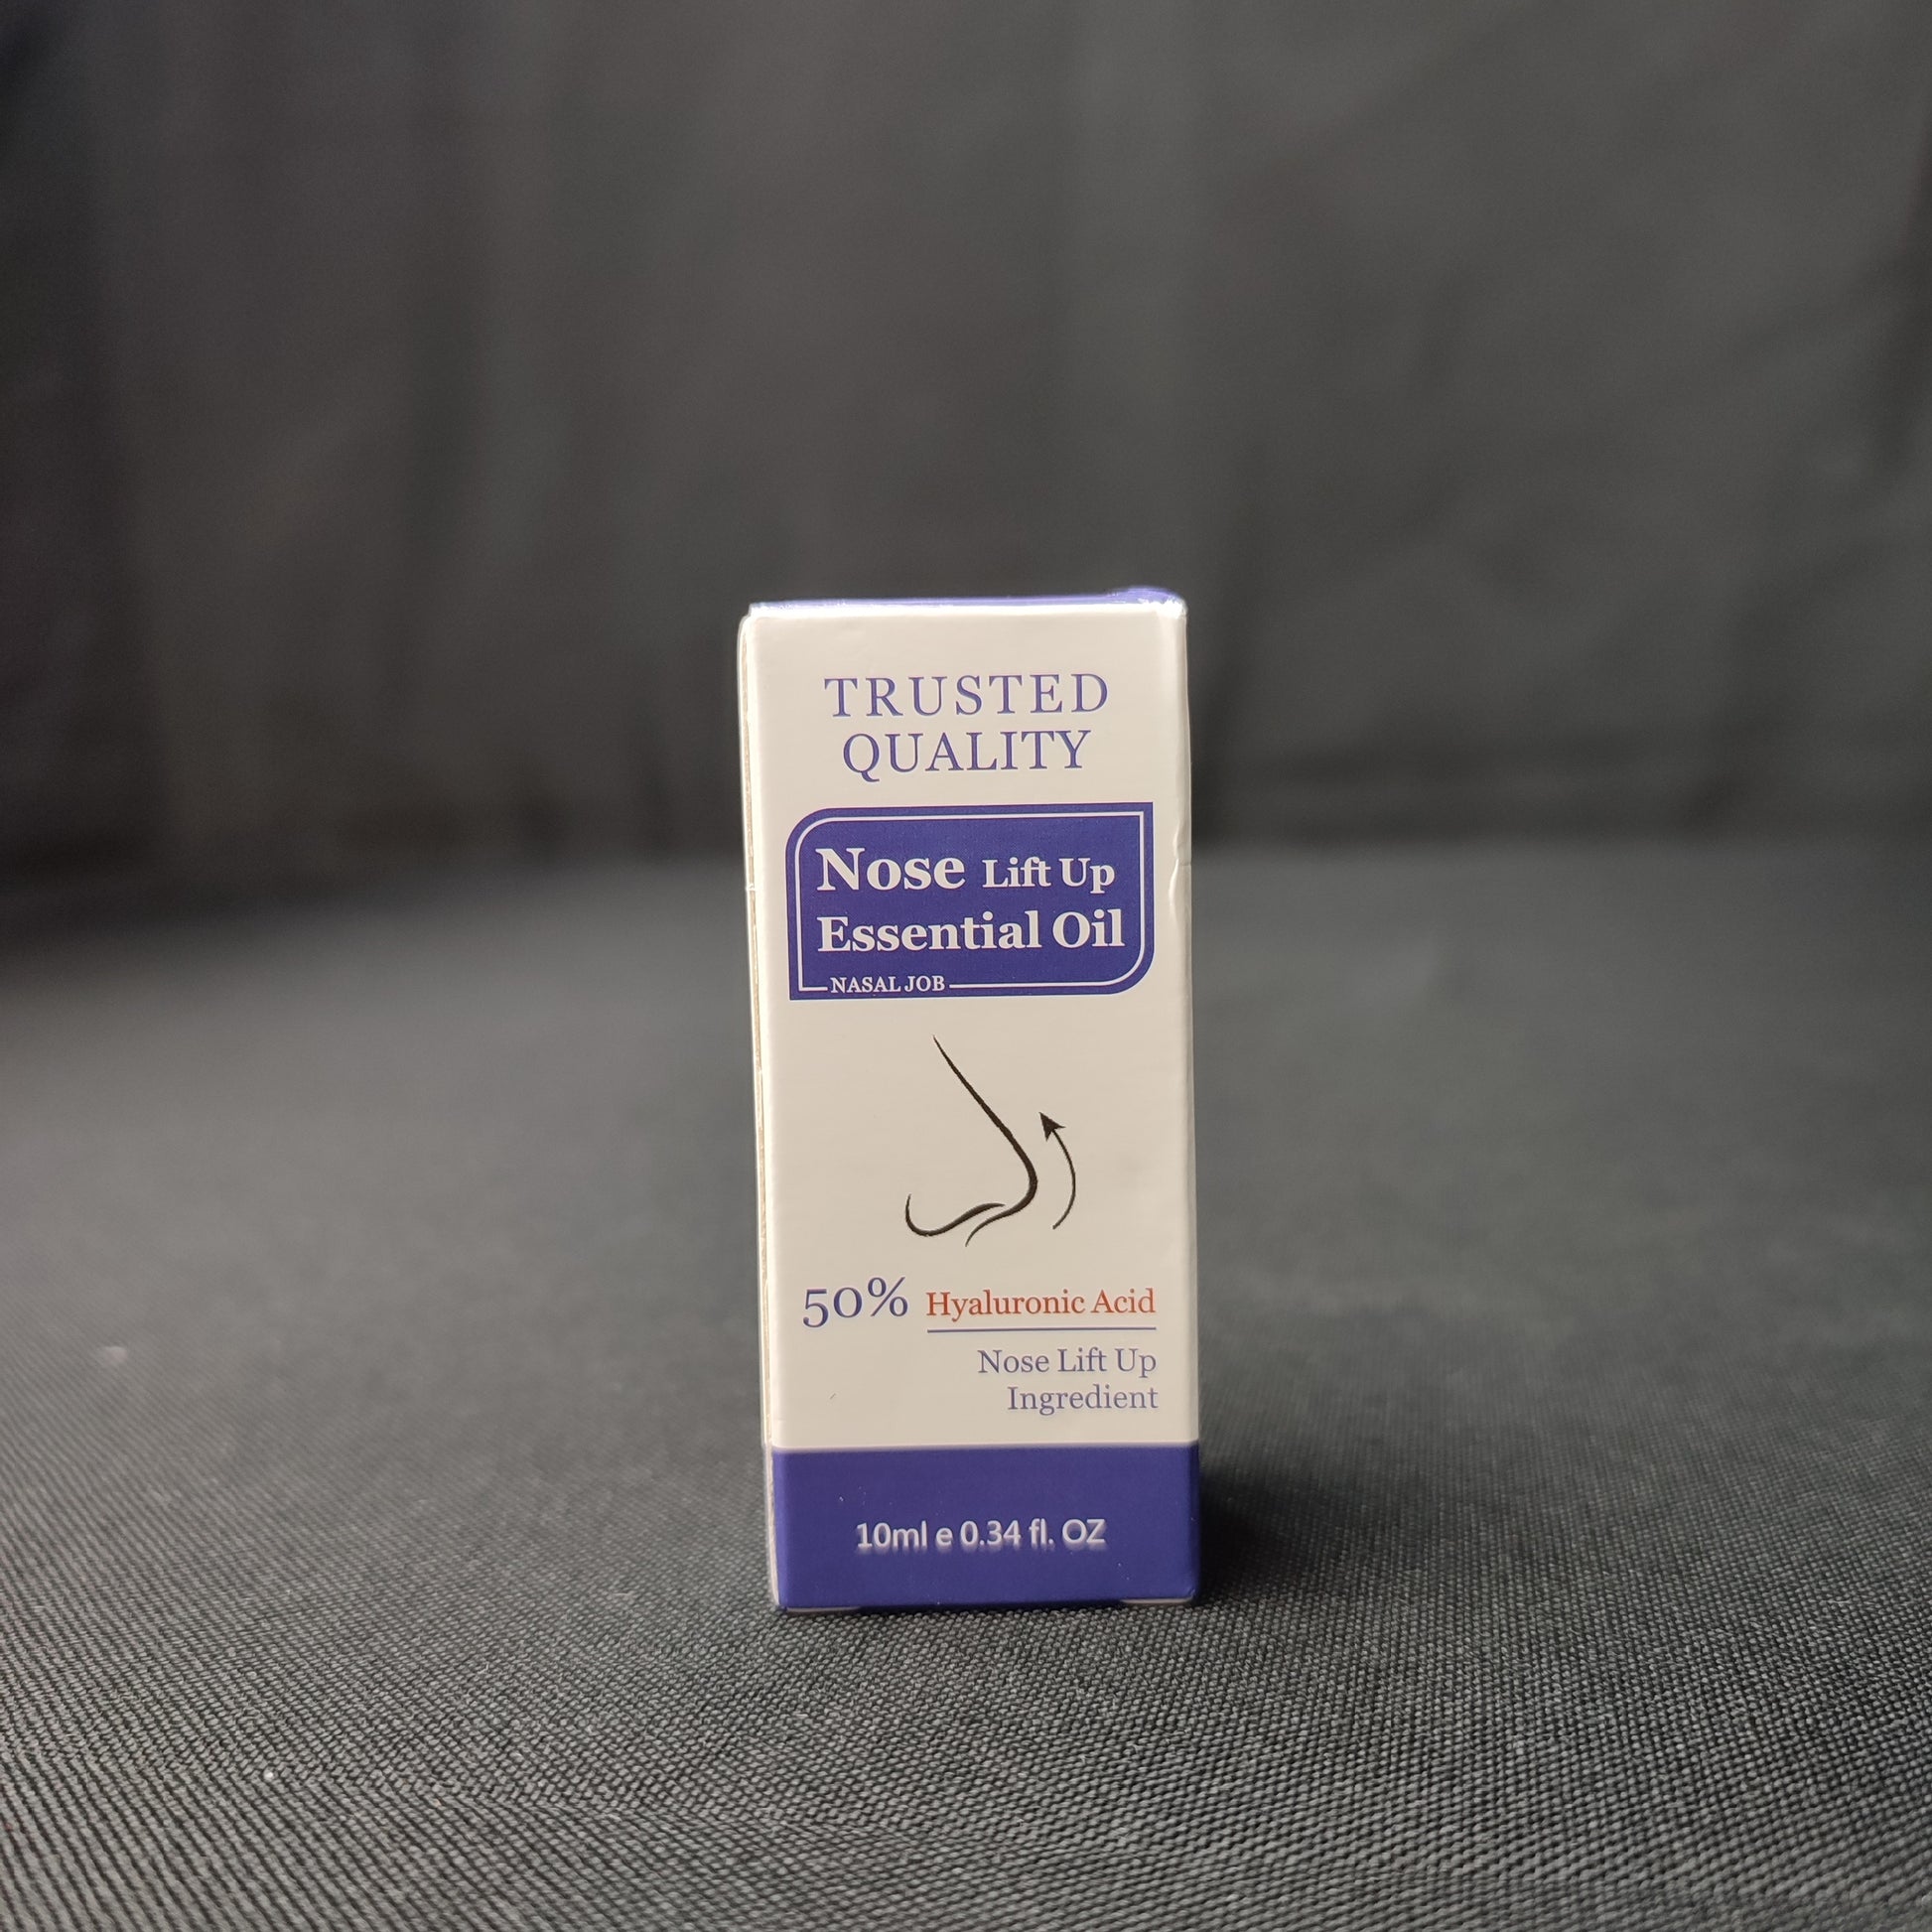 TRUSTED
QUALITY
Nose Lift Up
Essential Oil
NASAL JOB
50% Hyaluronic Acid
Nose Lift Up
Ingredient
10ml e 0.34 fl. OZ